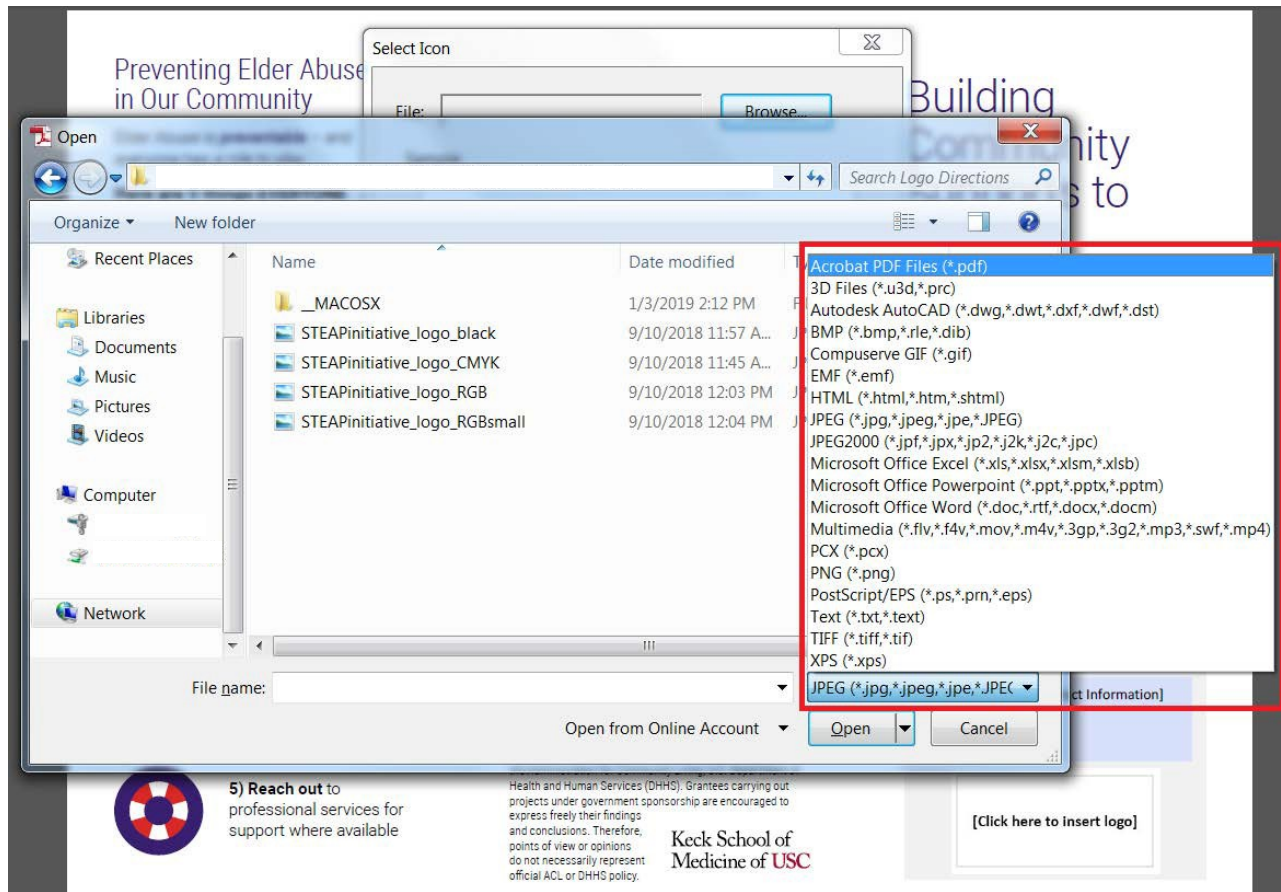 Preventing Elder Abuse
in Our Community
Select Icon
File:
Browse...
Building
Community
to
Open
Search Logo Directions
Organize
New folder
Recent Places
Libraries
Documents
Music
Pictures
Videos
Computer
Network
Name
Date modified
__MACOSX
1/3/2019 2:12 PM
STEAPinitiative_logo_black
9/10/2018 11:57 A...
STEAPinitiative_logo_CMYK
9/10/2018 11:45 A...
STEAPinitiative_logo_RGB
9/10/2018 12:03 PM
STEAPinitiative_logo_RGBsmall
9/10/2018 12:04 PM
Acrobat PDF Files (*.pdf)
3D Files (*.u3d,*.prc)
Autodesk AutoCAD (*.dwg,*.dwt,*.dxf,*.dwf,*.dst)
BMP (*.bmp,*.rle,*.dib)
Compuserve GIF (*.gif)
EMF (*.emf)
HTML (*.html,*.htm,*.shtml)
JPEG (*.jpg,*.jpeg,*.jpe,*.JPEG)
JPEG2000 (*.jpf,*.jpx,*.jp2,*.j2k,*.j2c,*.jpc)
Microsoft Office Excel (*.xls,*.xlsx,*.xlsm,*.xlsb)
Microsoft Office Powerpoint (*.ppt,*.pptx,*.pptm)
Microsoft Office Word (*.doc,*.rtf,*.docx,*.docm)
Multimedia (*.flv,*.f4v,*.mov,*.m4v,*.3gp,*.3g2,*.mp3,*.swf,*.mp4)
PCX (*.pcx)
PNG (*.png)
PostScript/EPS (*.ps,*.prn,*.eps)
Text (*.txt,*.text)
TIFF (*.tiff,*.tif)
XPS (*.xps)
File name:
JPEG (*.jpg,*.jpeg,*.jpe,*.JPE(
ct Information]
Open from Online Account
Open
Cancel
5) Reach out to
professional services for
support where available
Health and Human Services (DHHS). Grantees carrying out
projects under government sponsorship are encouraged to
express freely their findings
and conclusions. Therefore,
points of view or opinions
do not necessarily represent
official ACL or DHHS policy.
Keck School of
Medicine of USC
[Click here to insert logo]